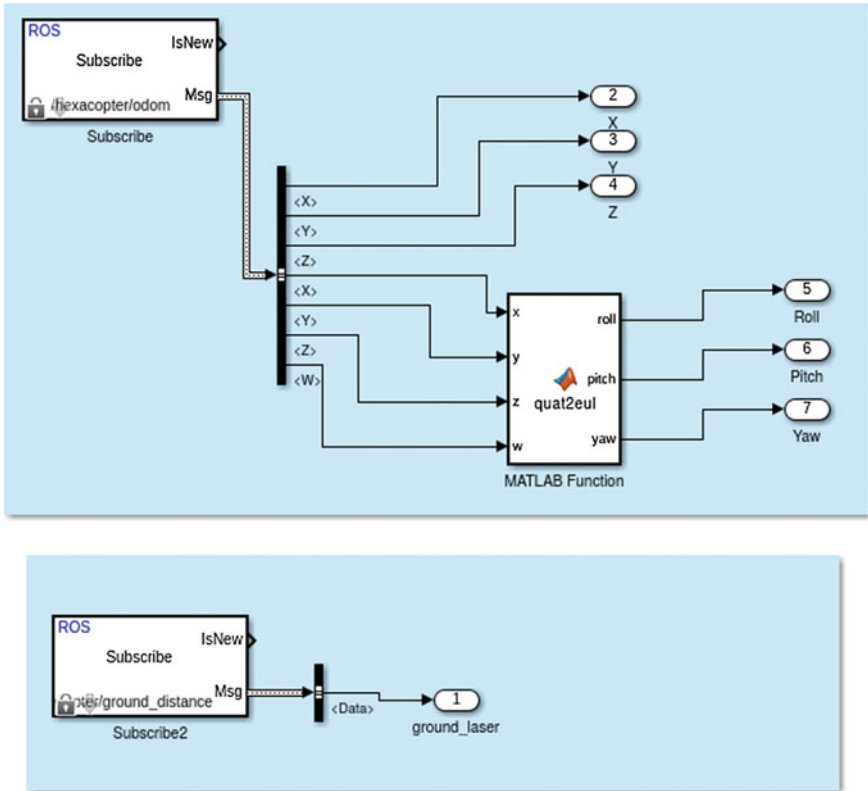 ROS
IsNew
Subscribe
Msg
/hexacopter/odom
Subscribe
2
X
3
Y
4
Z
<X>
<Y>
<Z>
<X>
<Y>
<Z>
<W>
x
y
z
w
roll
pitch
yaw
quat2eul
MATLAB Function
5
Roll
6
Pitch
7
Yaw
ROS
IsNew
Subscribe
Msg
/ground_distance
Subscribe2
<Data>
1
ground_laser